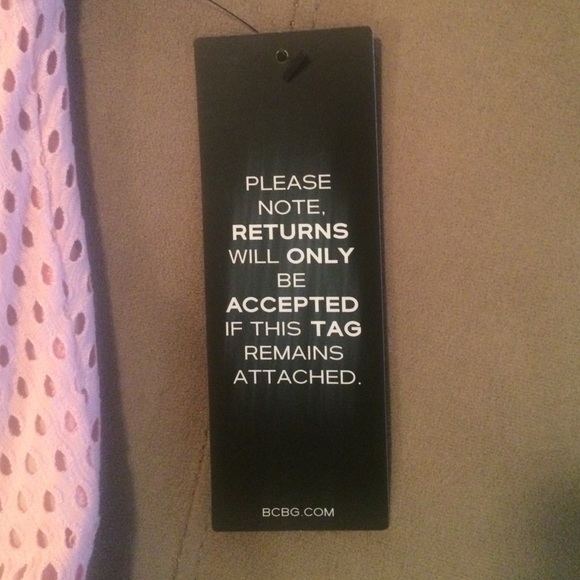 PLEASE
NOTE,
RETURNS
WILL ONLY
BE
ACCEPTED
IF THIS TAG
REMAINS
ATTACHED.
BCBG.COM